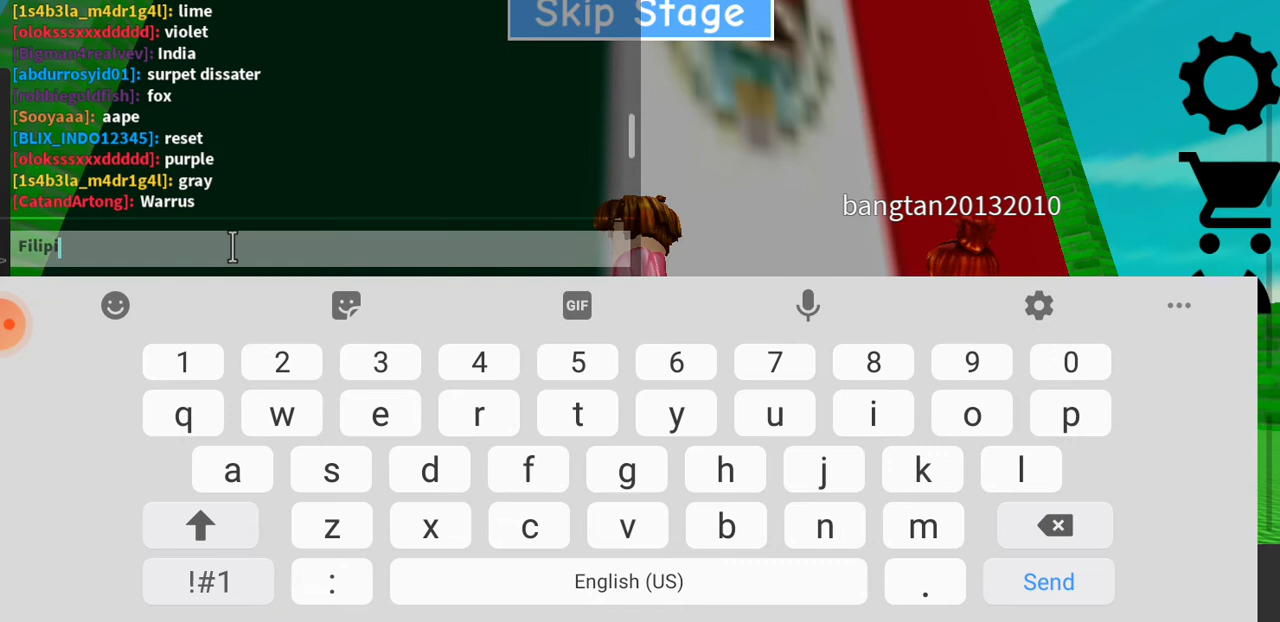 Skip Stage
[1s4b3la_m4dr1g4l]: lime
[oloksssxxxddddd]: violet
[Bigman4realvev]: India
[abdurrosyid01]: surpet dissater
[robbiegoldfish]: fox
[Sooyaaa]: aape
[BLIX_INDO12345]: reset
[oloksssxxxddddd]: purple
[1s4b3la_m4dr1g4l]: gray
[CatandArtong]: Warrus
bangtan20132010
Filipi
GIF
1 2 3 4 5 6 7 8 9 0
q w e r t y u i o p
a s d f g h j k l
z x c v b n m
!#1 : English (US) . Send